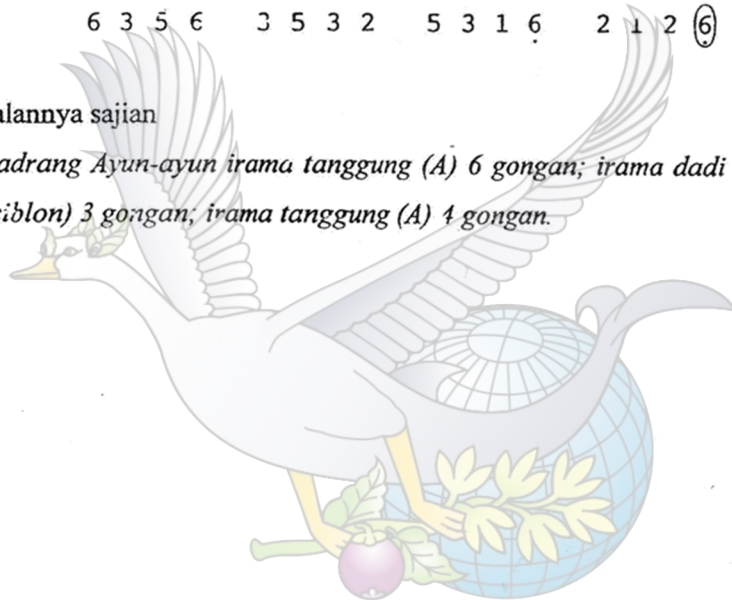 6 3 5 6 3 5 3 2 5 3 1 6̣ 2 1 2 6̣
alannya sajian
adrang Ayun-ayun irama tanggung (A) 6 gongan; irama dadi
iblon) 3 gongan; irama tanggung (A) 4 gongan.